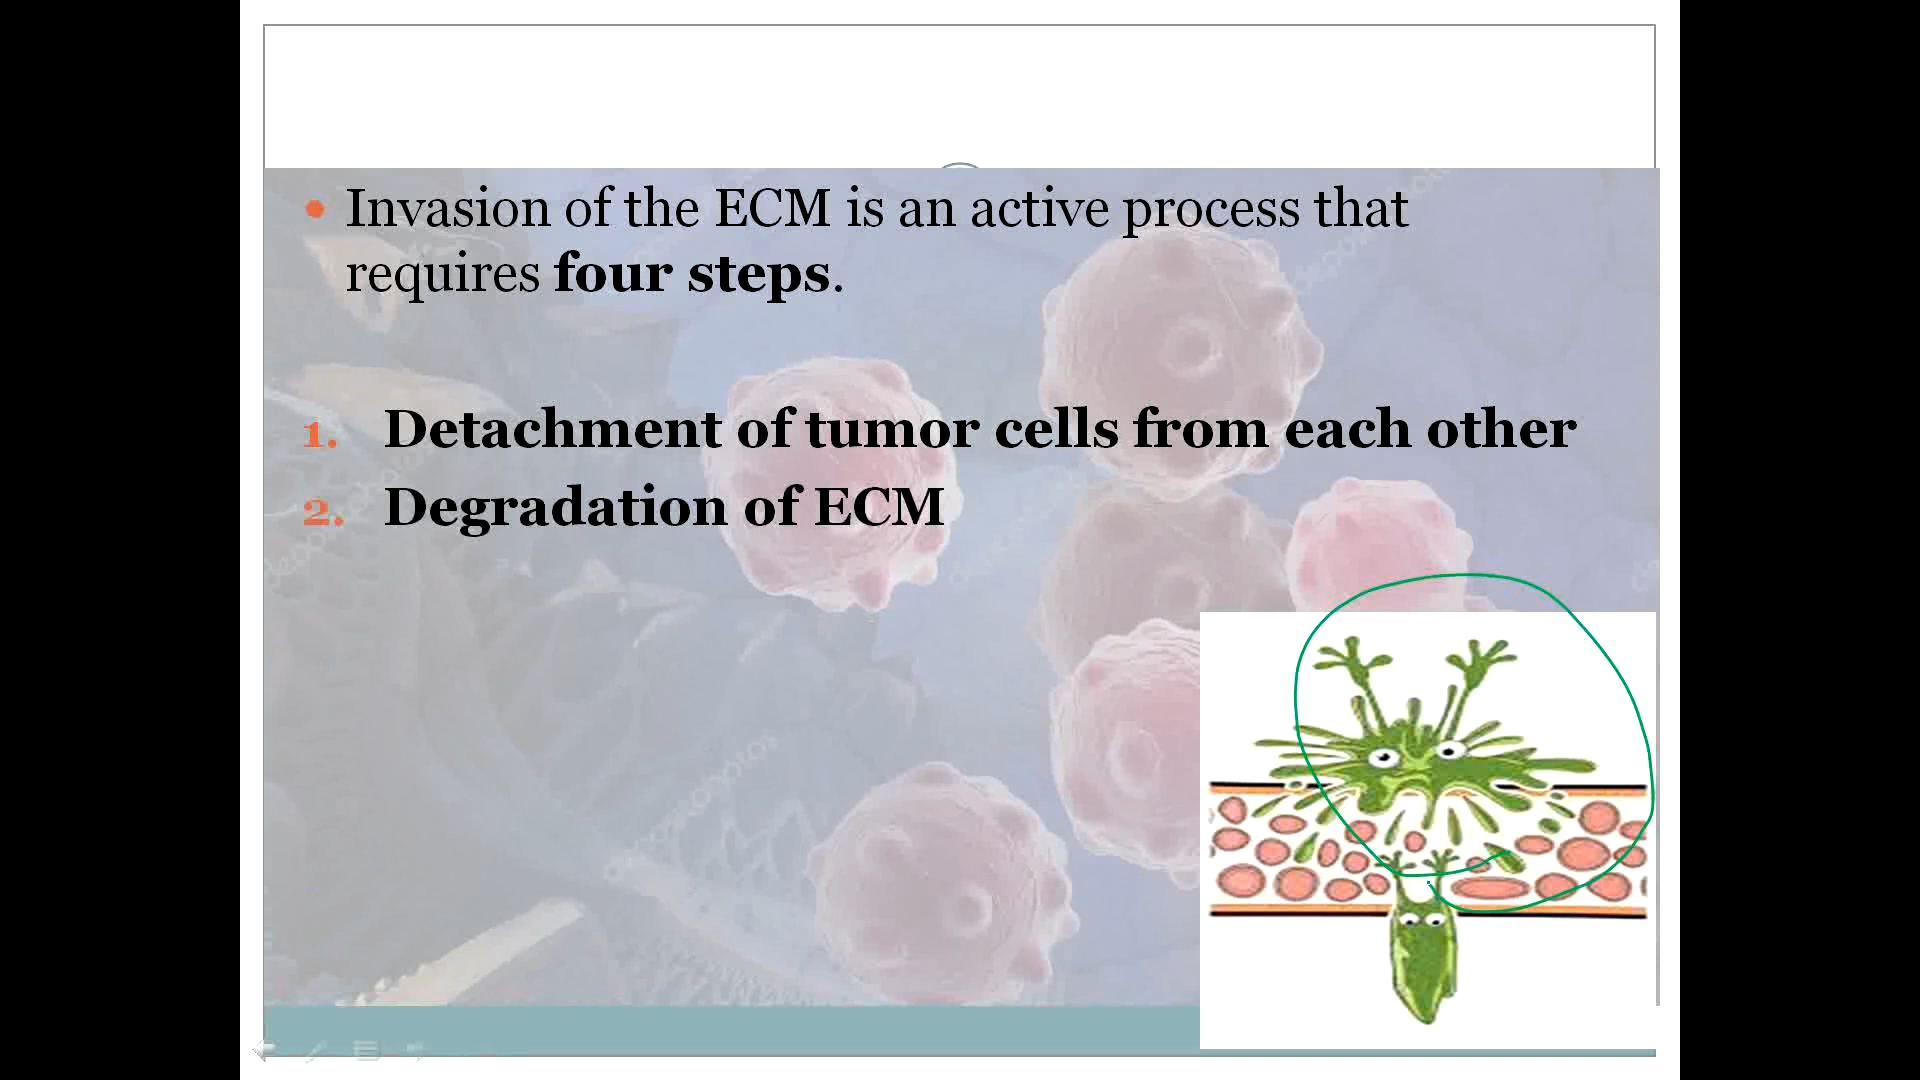 Invasion of the ECM is an active process that
requires four steps.
1. Detachment of tumor cells from each other
2. Degradation of ECM
depositphotos